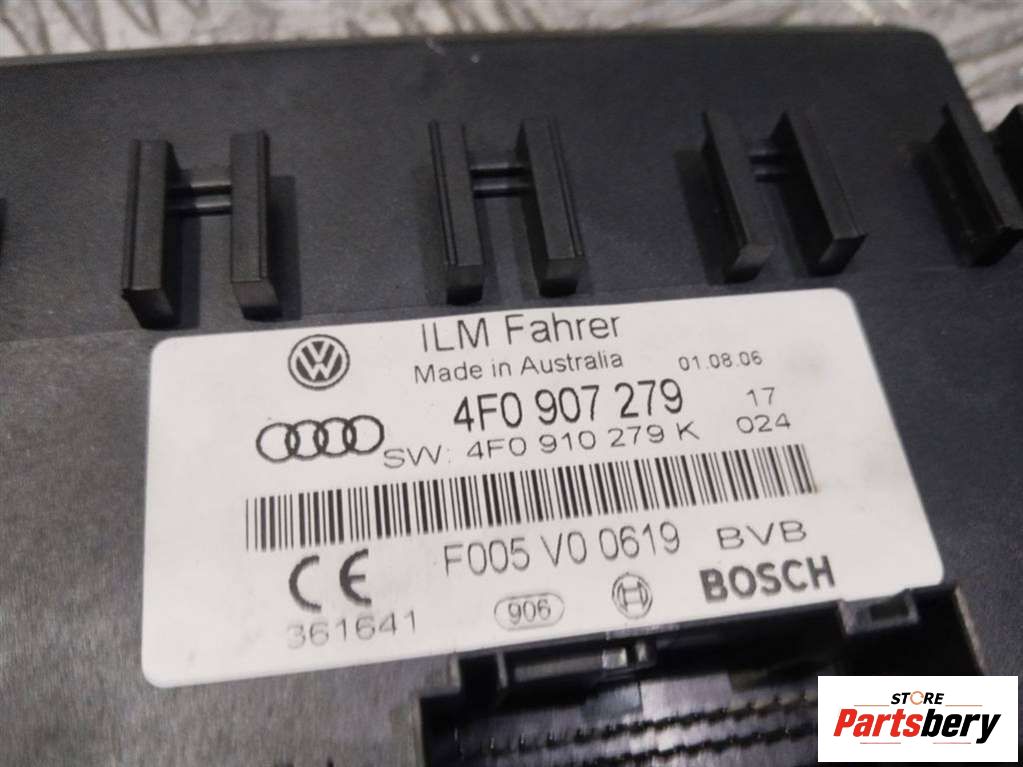 ILM Fahrer
Made in Australia 01.08.06
4F0 907 279 17
SW: 4F0 910 279 K 024
F005 V0 0619 BVB
CE
361641 906 BOSCH
STORE
Partsbery